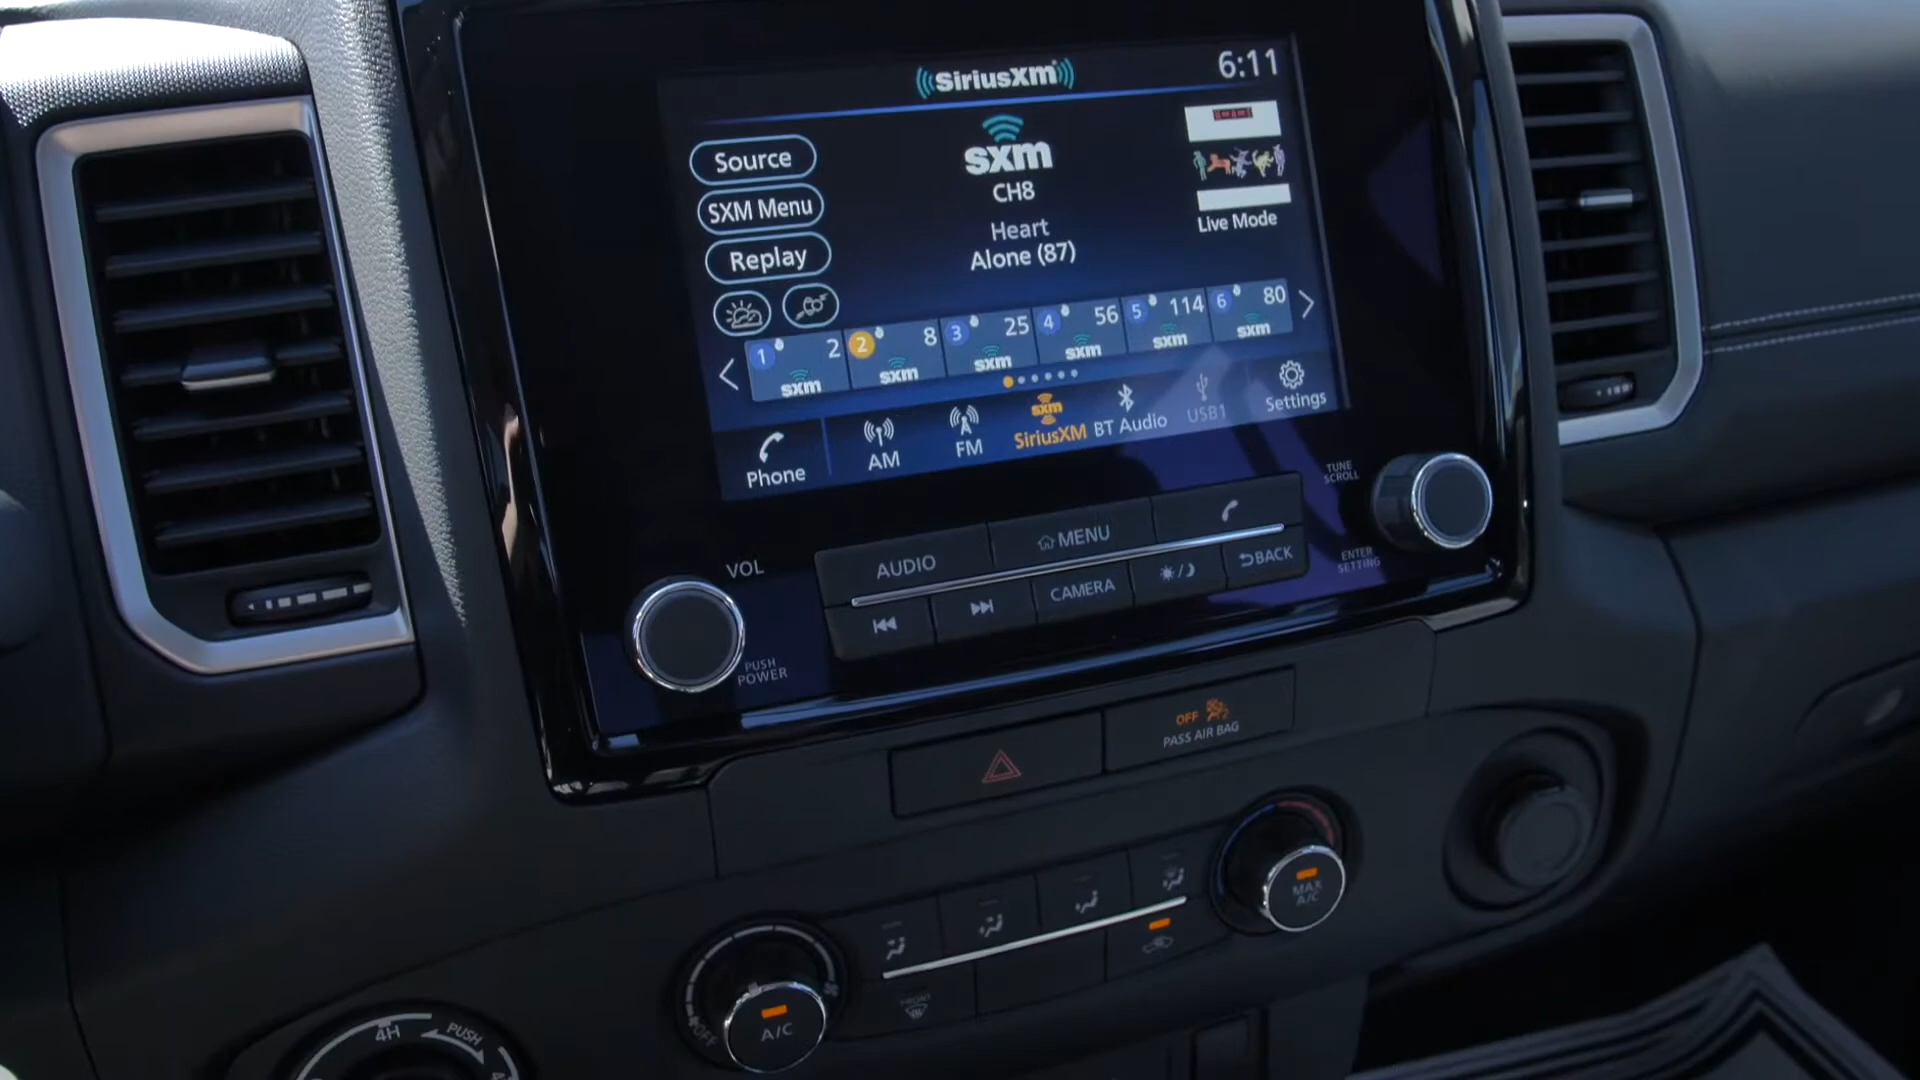 SiriusXM
6:11
Source
SXM Menu
Replay
sxm
CH8
Heart
Alone (87)
Live Mode
1 2 sxm
2 8 sxm
3 25 sxm
4 56 sxm
5 114 sxm
6 80 sxm
Phone
AM
FM
sxm
SiriusXM
BT Audio
USB1
Settings
TUNE
SCROLL
VOL
AUDIO
MENU
CAMERA
BACK
ENTER
SETTING
PUSH
POWER
OFF 2
PASS AIR BAG
MAX
A/C
FRONT
OFF
A/C
4H
PUSH